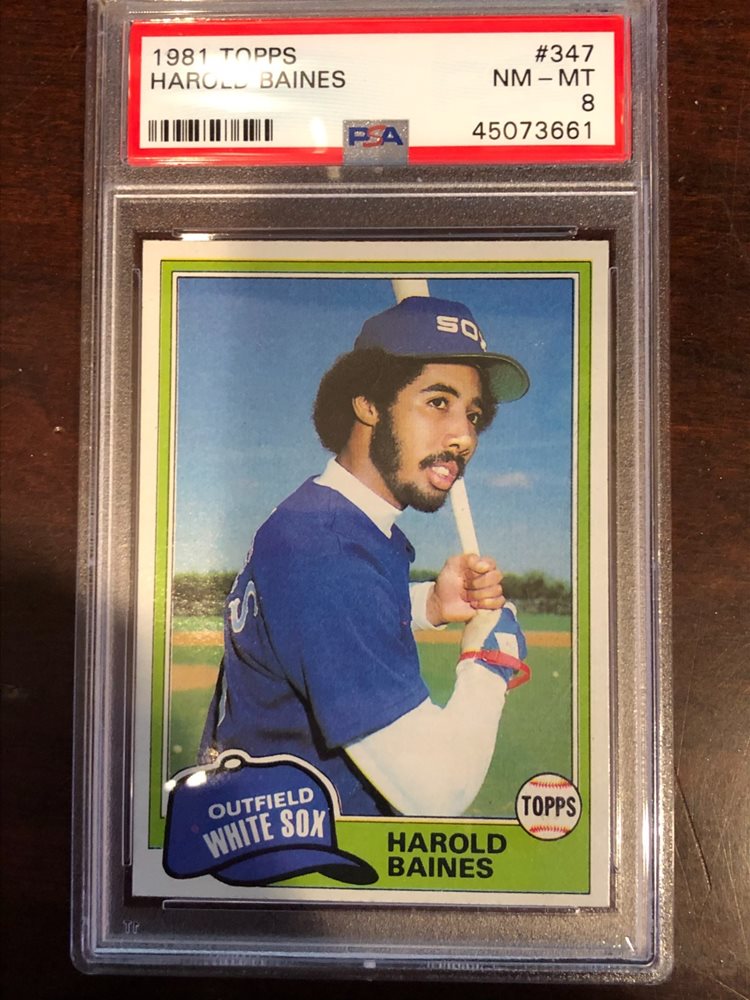 1981 TOPPS #347
HAROLD BAINES NM - MT
8
PSA 45073661
SOX
OUTFIELD
WHITE SOX
TOPPS
HAROLD
BAINES